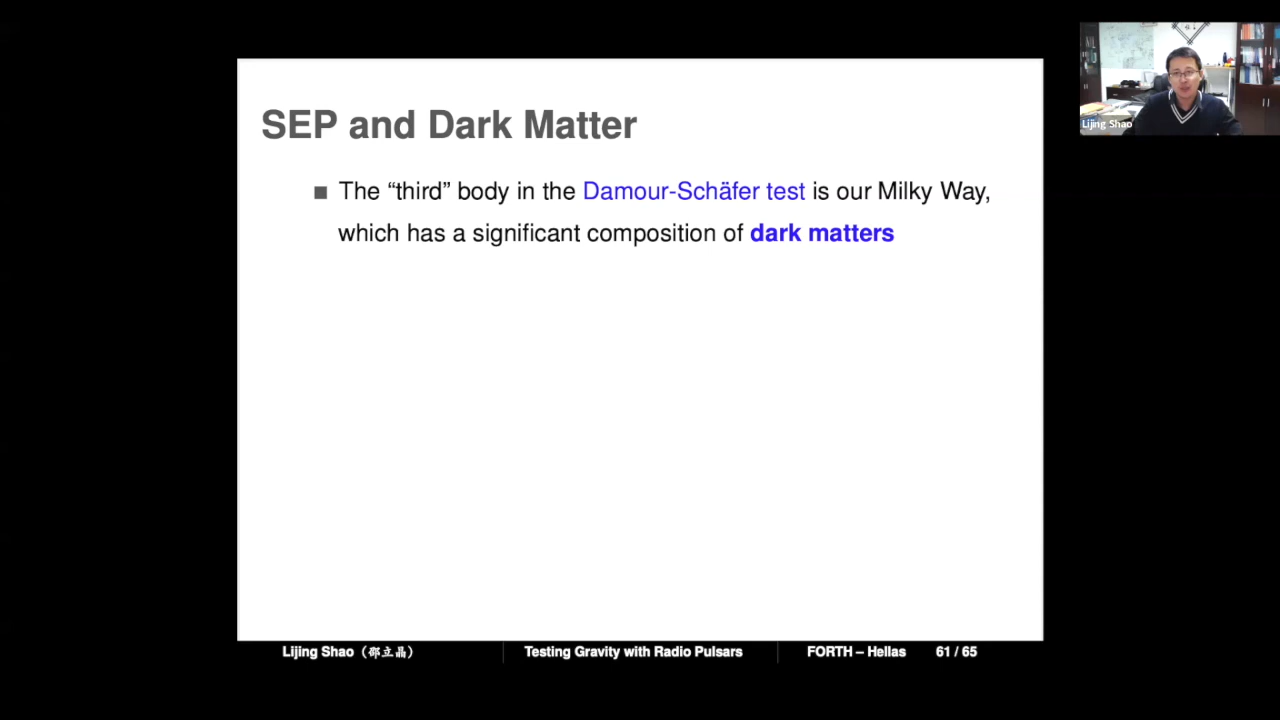 SEP and Dark Matter
The “third” body in the Damour-Schäfer test is our Milky Way,
which has a significant composition of dark matters
Lijing Shao
Lijing Shao（邵立晶） Testing Gravity with Radio Pulsars FORTH – Hellas 61 / 65